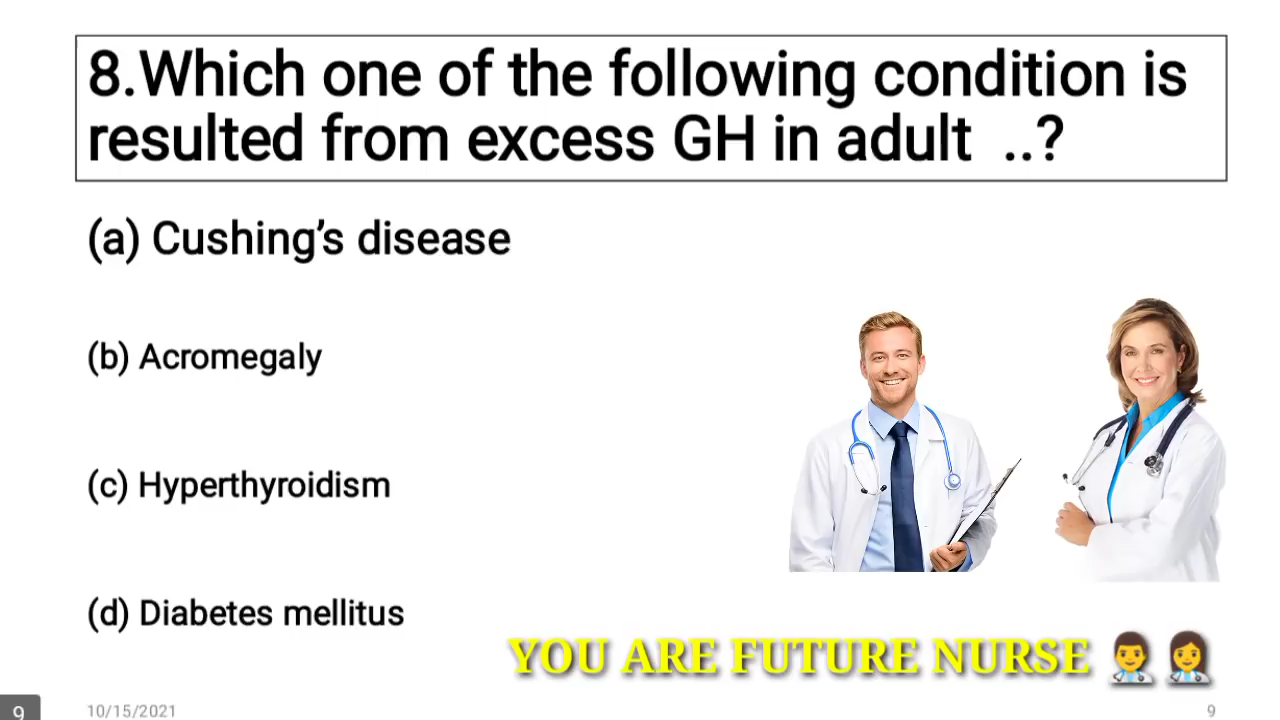 8.Which one of the following condition is
resulted from excess GH in adult ..?
(a) Cushing’s disease
(b) Acromegaly
(c) Hyperthyroidism
(d) Diabetes mellitus
YOU ARE FUTURE NURSE 👨‍⚕️ 👩‍⚕️
9
10/15/2021
9